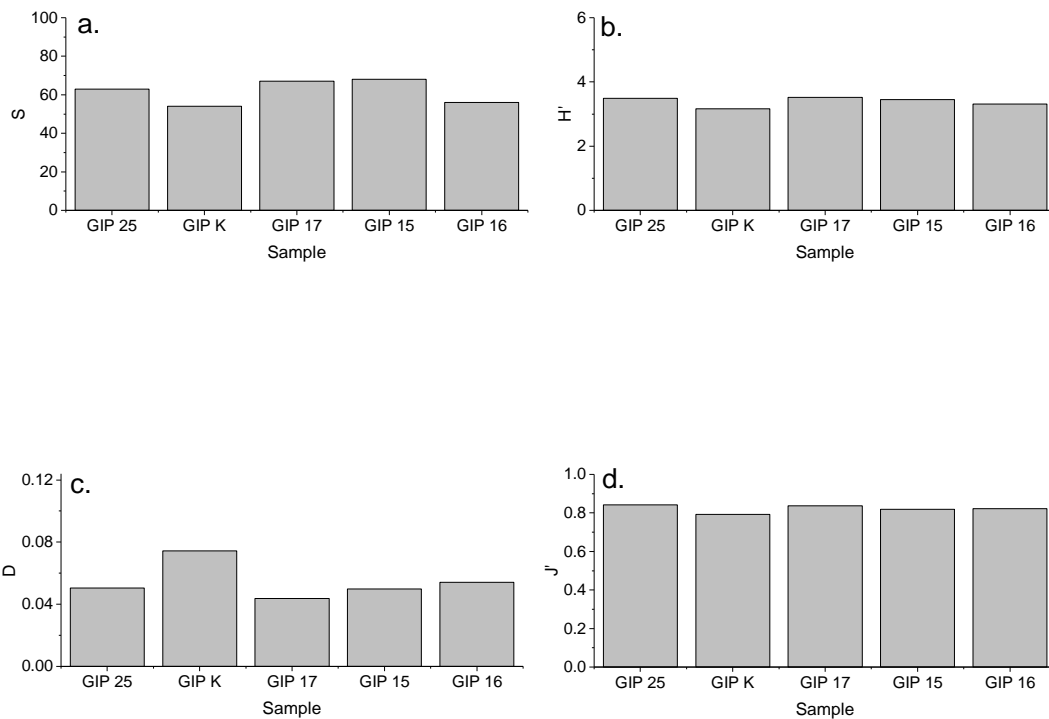 a.
100
80
60
40
20
0
S
GIP 25 GIP K GIP 17 GIP 15 GIP 16
Sample
b.
6
4
2
0
H'
GIP 25 GIP K GIP 17 GIP 15 GIP 16
Sample
c.
0.12
0.08
0.04
0.00
D
GIP 25 GIP K GIP 17 GIP 15 GIP 16
Sample
d.
1.0
0.8
0.6
0.4
0.2
0.0
J'
GIP 25 GIP K GIP 17 GIP 15 GIP 16
Sample